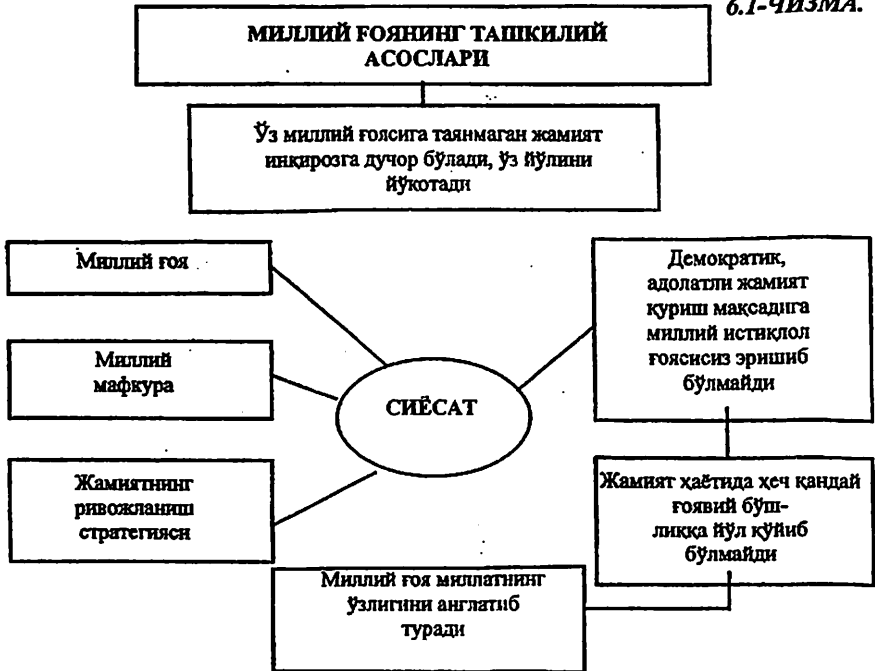 6.1-ЧИЗМА.
МИЛЛИЙ ҒОЯНИНГ ТАШКИЛИЙ
АСОСЛАРИ
Ўз миллий ғоясига таянмаган жамият
инқирозга дучор бўлади, ўз йўлини
йўқотади
Миллий ғоя
Миллий
мафкура
Жамиятнинг
ривожланиш
стратегияси
СИЁСАТ
Демократик,
адолатли жамият
қуриш мақсадига
миллий истиқлол
ғоясисиз эришиб
бўлмайди
Жамият ҳаётида ҳеч қандай
ғоявий бўш-
лиққа йўл қўйиб
бўлмайди
Миллий ғоя миллатнинг
ўзлигини англатиб
туради